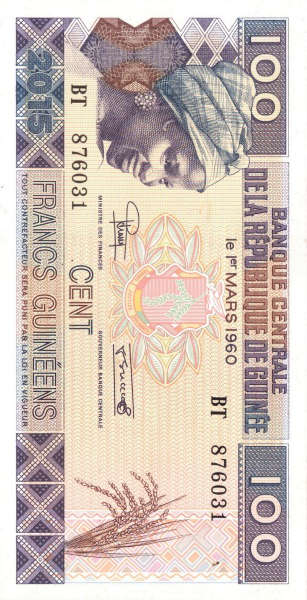 100
BANQUE CENTRALE
DE LA RÉPUBLIQUE DE GUINÉE
le 1er MARS 1960
BT 876031
BT 876031
MINISTRE DES FINANCES
GOUVERNEUR BANQUE CENTRALE
CENT
FRANCS GUINÉENS
TOUT CONTREFACTEUR SERA PUNI PAR LA LOI EN VIGUEUR
2015
100